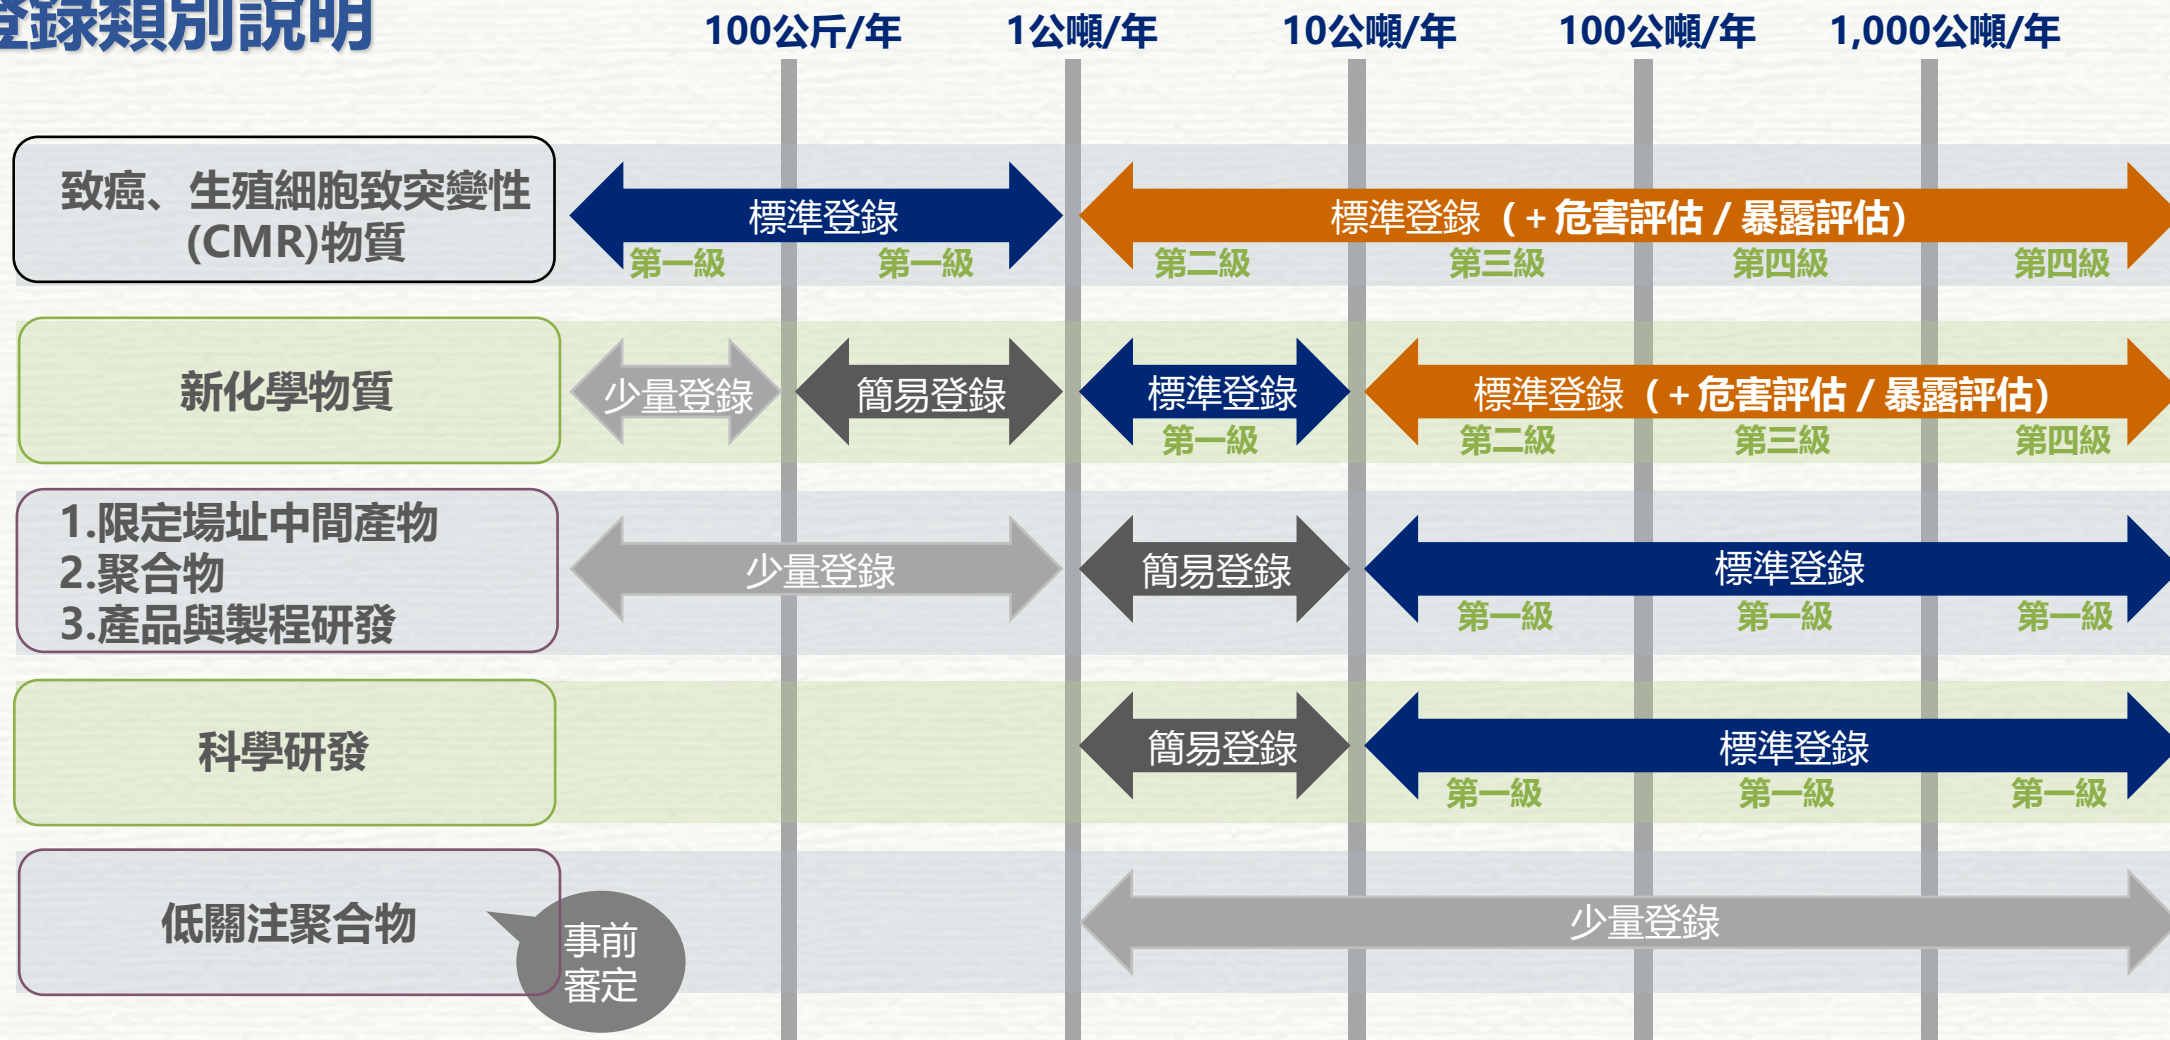 登錄類別說明
100公斤/年
1公噸/年
10公噸/年
100公噸/年
1,000公噸/年
致癌、生殖細胞致突變性
(CMR)物質
標準登錄
標準登錄（+危害評估 / 暴露評估）
第一級
第一級
第二級
第三級
第四級
第四級
新化學物質
少量登錄
簡易登錄
標準登錄
標準登錄（+危害評估 / 暴露評估）
第一級
第二級
第三級
第四級
1.限定場址中間產物
2.聚合物
3.產品與製程研發
少量登錄
簡易登錄
標準登錄
第一級
第一級
第一級
科學研發
簡易登錄
標準登錄
第一級
第一級
第一級
低關注聚合物
事前
審定
少量登錄